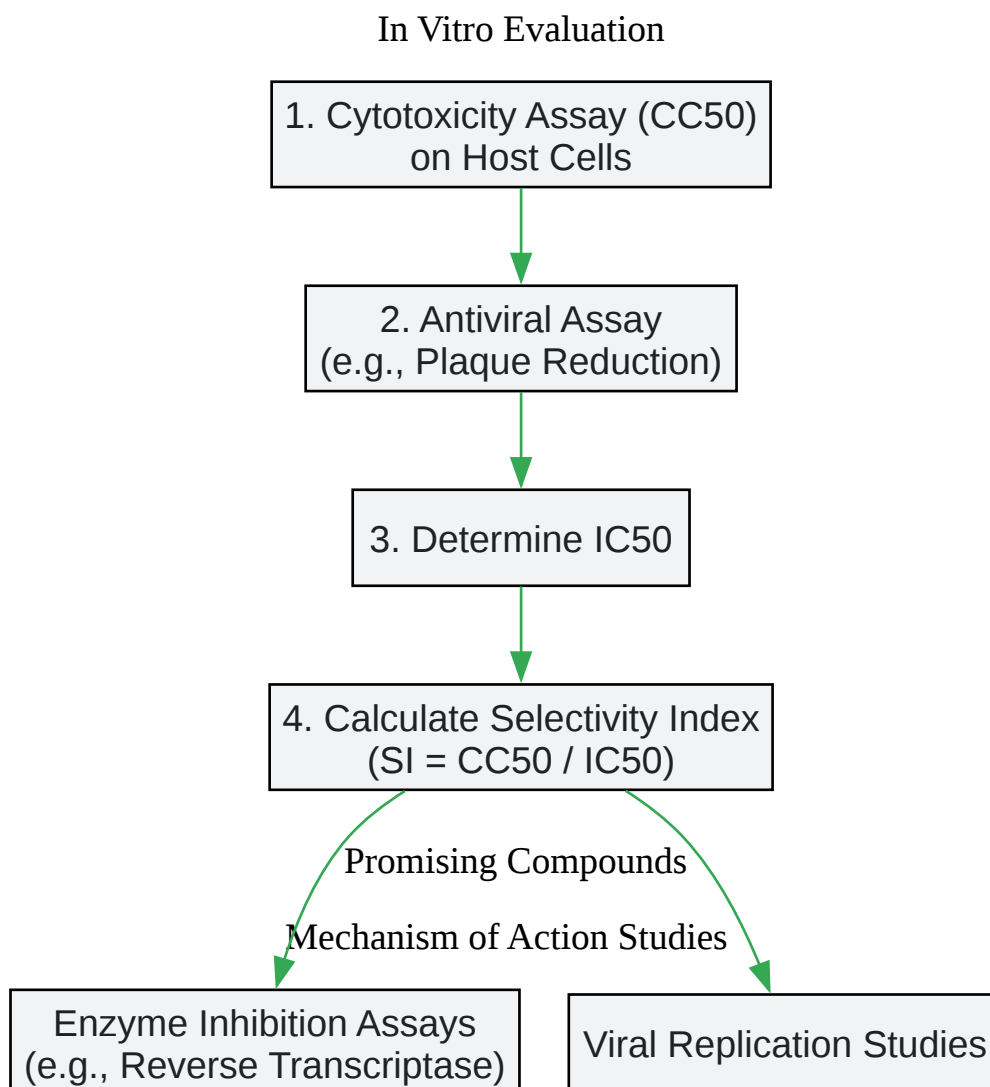 In Vitro Evaluation
1. Cytotoxicity Assay (CC50)
on Host Cells
2. Antiviral Assay
(e.g., Plaque Reduction)
3. Determine IC50
4. Calculate Selectivity Index
(SI = CC50 / IC50)
Promising Compounds
Mechanism of Action Studies
Enzyme Inhibition Assays
(e.g., Reverse Transcriptase)
Viral Replication Studies